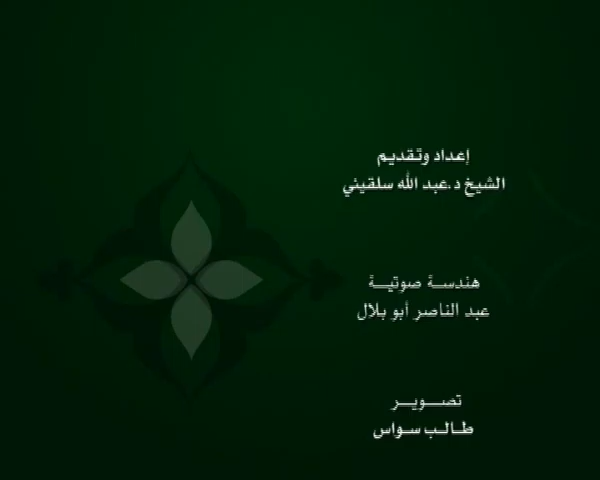 إعداد وتقديم
الشيخ د.عبد الله سلقيني
هندسة صوتية
عبد الناصر أبو بلال
تصوير
طالب سواس